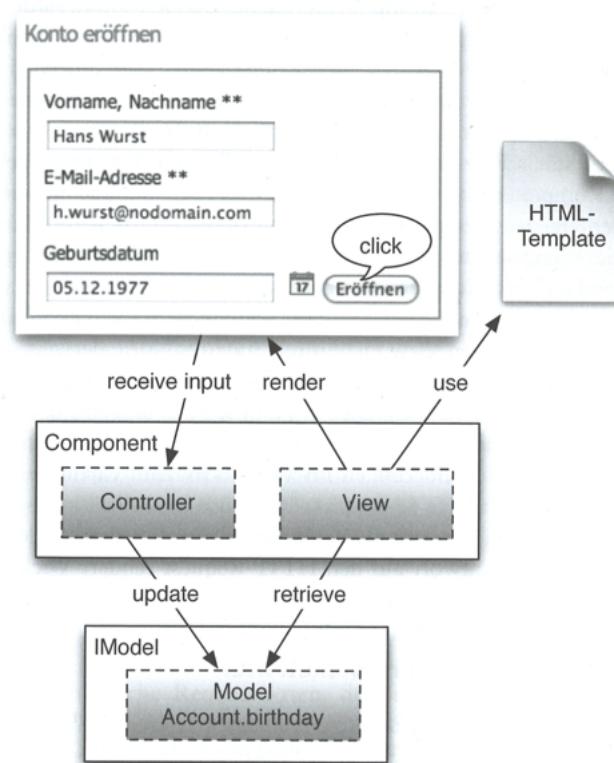 Konto eröffnen
Vorname, Nachname **
Hans Wurst
E-Mail-Adresse **
h.wurst@nodomain.com
Geburtsdatum
05.12.1977
17
Eröffnen
click
HTML-
Template
receive input
render
use
Component
Controller
View
update
retrieve
IModel
Model
Account.birthday